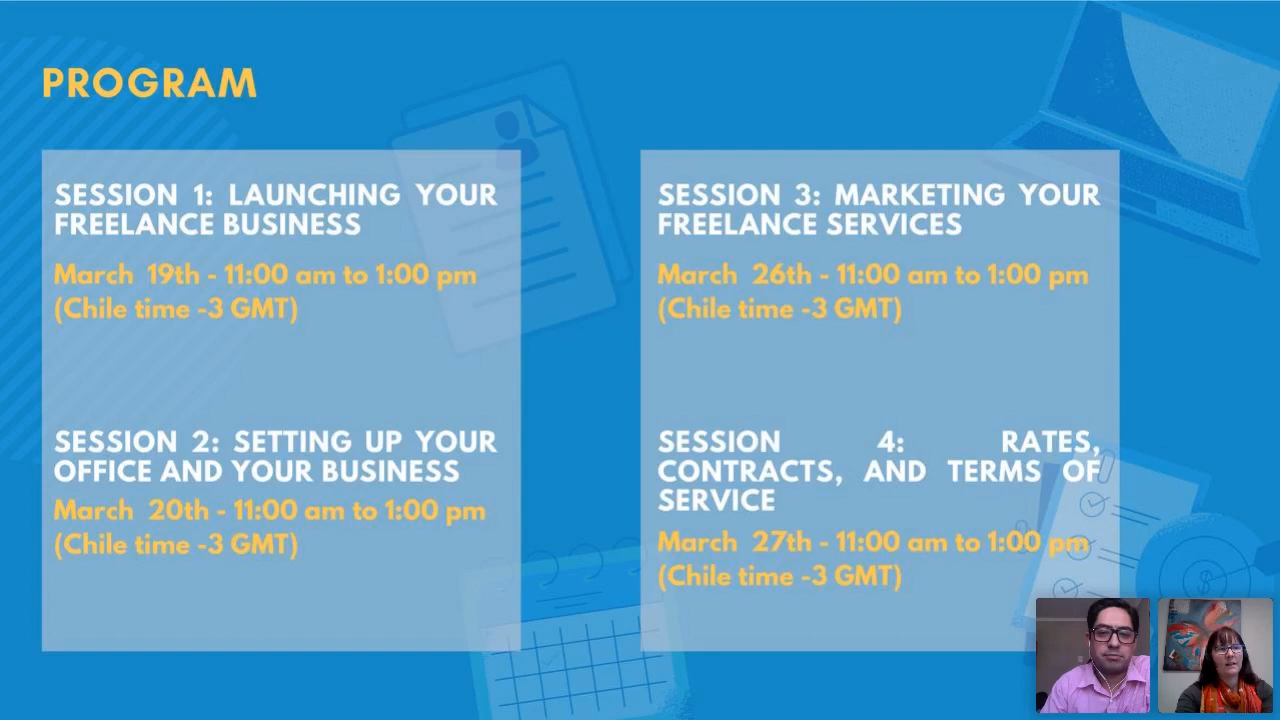 PROGRAM
SESSION 1: LAUNCHING YOUR
FREELANCE BUSINESS
March 19th - 11:00 am to 1:00 pm
(Chile time -3 GMT)
SESSION 2: SETTING UP YOUR
OFFICE AND YOUR BUSINESS
March 20th - 11:00 am to 1:00 pm
(Chile time -3 GMT)
SESSION 3: MARKETING YOUR
FREELANCE SERVICES
March 26th - 11:00 am to 1:00 pm
(Chile time -3 GMT)
SESSION 4: RATES,
CONTRACTS, AND TERMS OF
SERVICE
March 27th - 11:00 am to 1:00 pm
(Chile time -3 GMT)